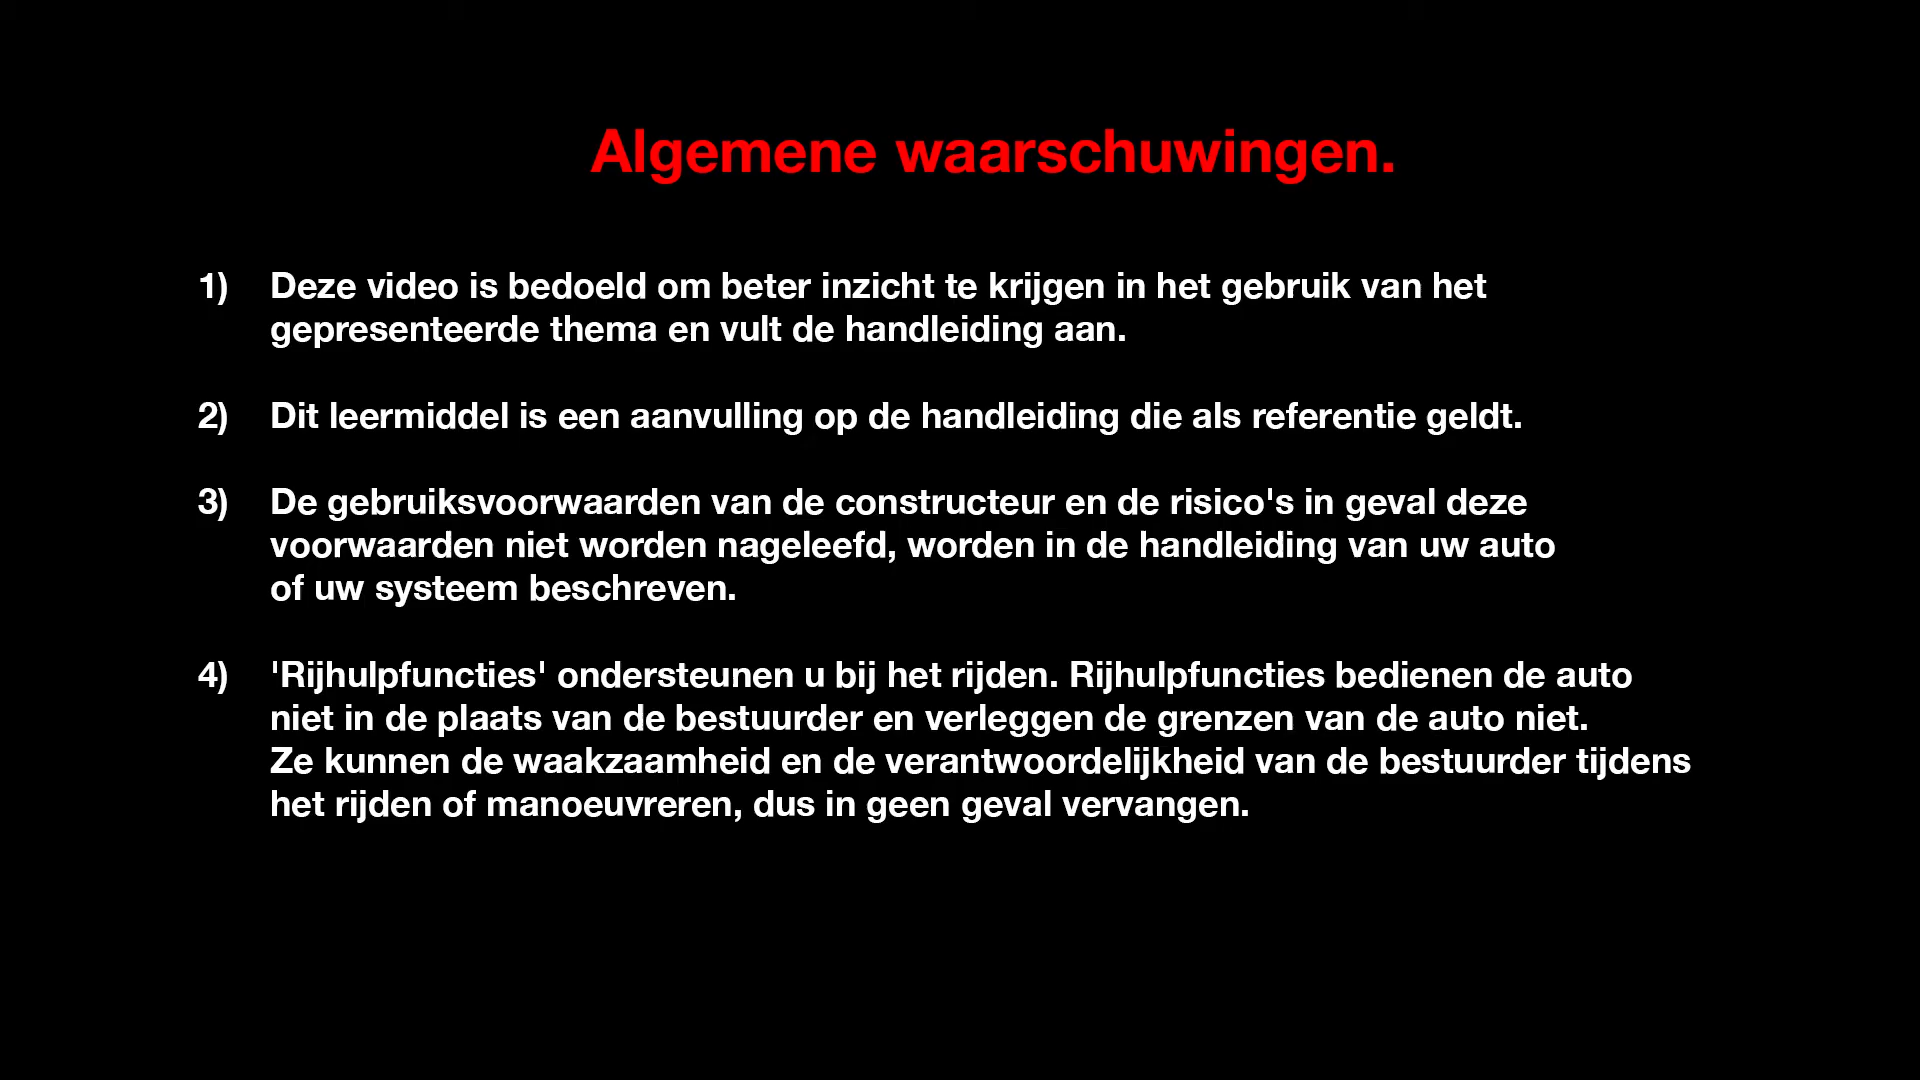 Algemene waarschuwingen.
1) Deze video is bedoeld om beter inzicht te krijgen in het gebruik van het
gepresenteerde thema en vult de handleiding aan.
2) Dit leermiddel is een aanvulling op de handleiding die als referentie geldt.
3) De gebruiksvoorwaarden van de constructeur en de risico's in geval deze
voorwaarden niet worden nageleefd, worden in de handleiding van uw auto
of uw systeem beschreven.
4) 'Rijhulpfuncties' ondersteunen u bij het rijden. Rijhulpfuncties bedienen de auto
niet in de plaats van de bestuurder en verleggen de grenzen van de auto niet.
Ze kunnen de waakzaamheid en de verantwoordelijkheid van de bestuurder tijdens
het rijden of manoeuvreren, dus in geen geval vervangen.